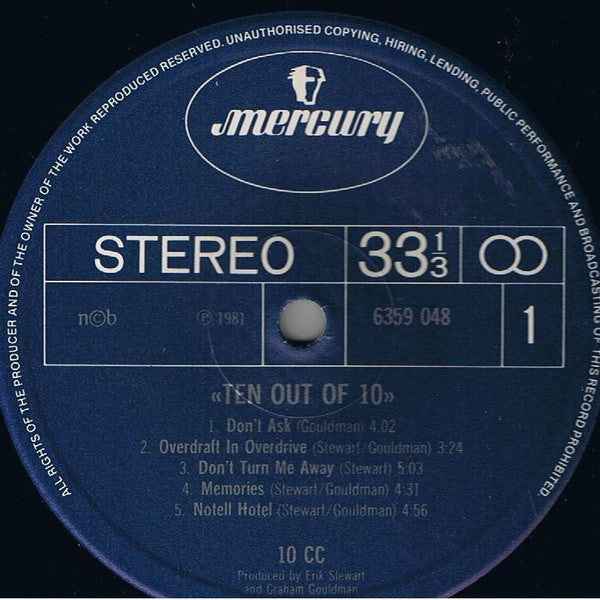 ALL RIGHTS OF THE PRODUCER AND OF THE OWNER OF THE WORK REPRODUCED RESERVED. UNAUTHORISED COPYING, HIRING, LENDING, PUBLIC PERFORMANCE AND BROADCASTING OF THIS RECORD PROHIBITED.
mercury
STEREO 33 1/3
n©b ℗ 1981 6359 048 1
«TEN OUT OF 10»
1. Don't Ask (Gouldman) 4:02
2. Overdraft In Overdrive (Stewart/Gouldman) 3:24
3. Don't Turn Me Away (Stewart) 5:03
4. Memories (Stewart/Gouldman) 4:31
5. Notell Hotel (Stewart/Gouldman) 4:56
10 CC
Produced by Erik Stewart
and Graham Gouldman